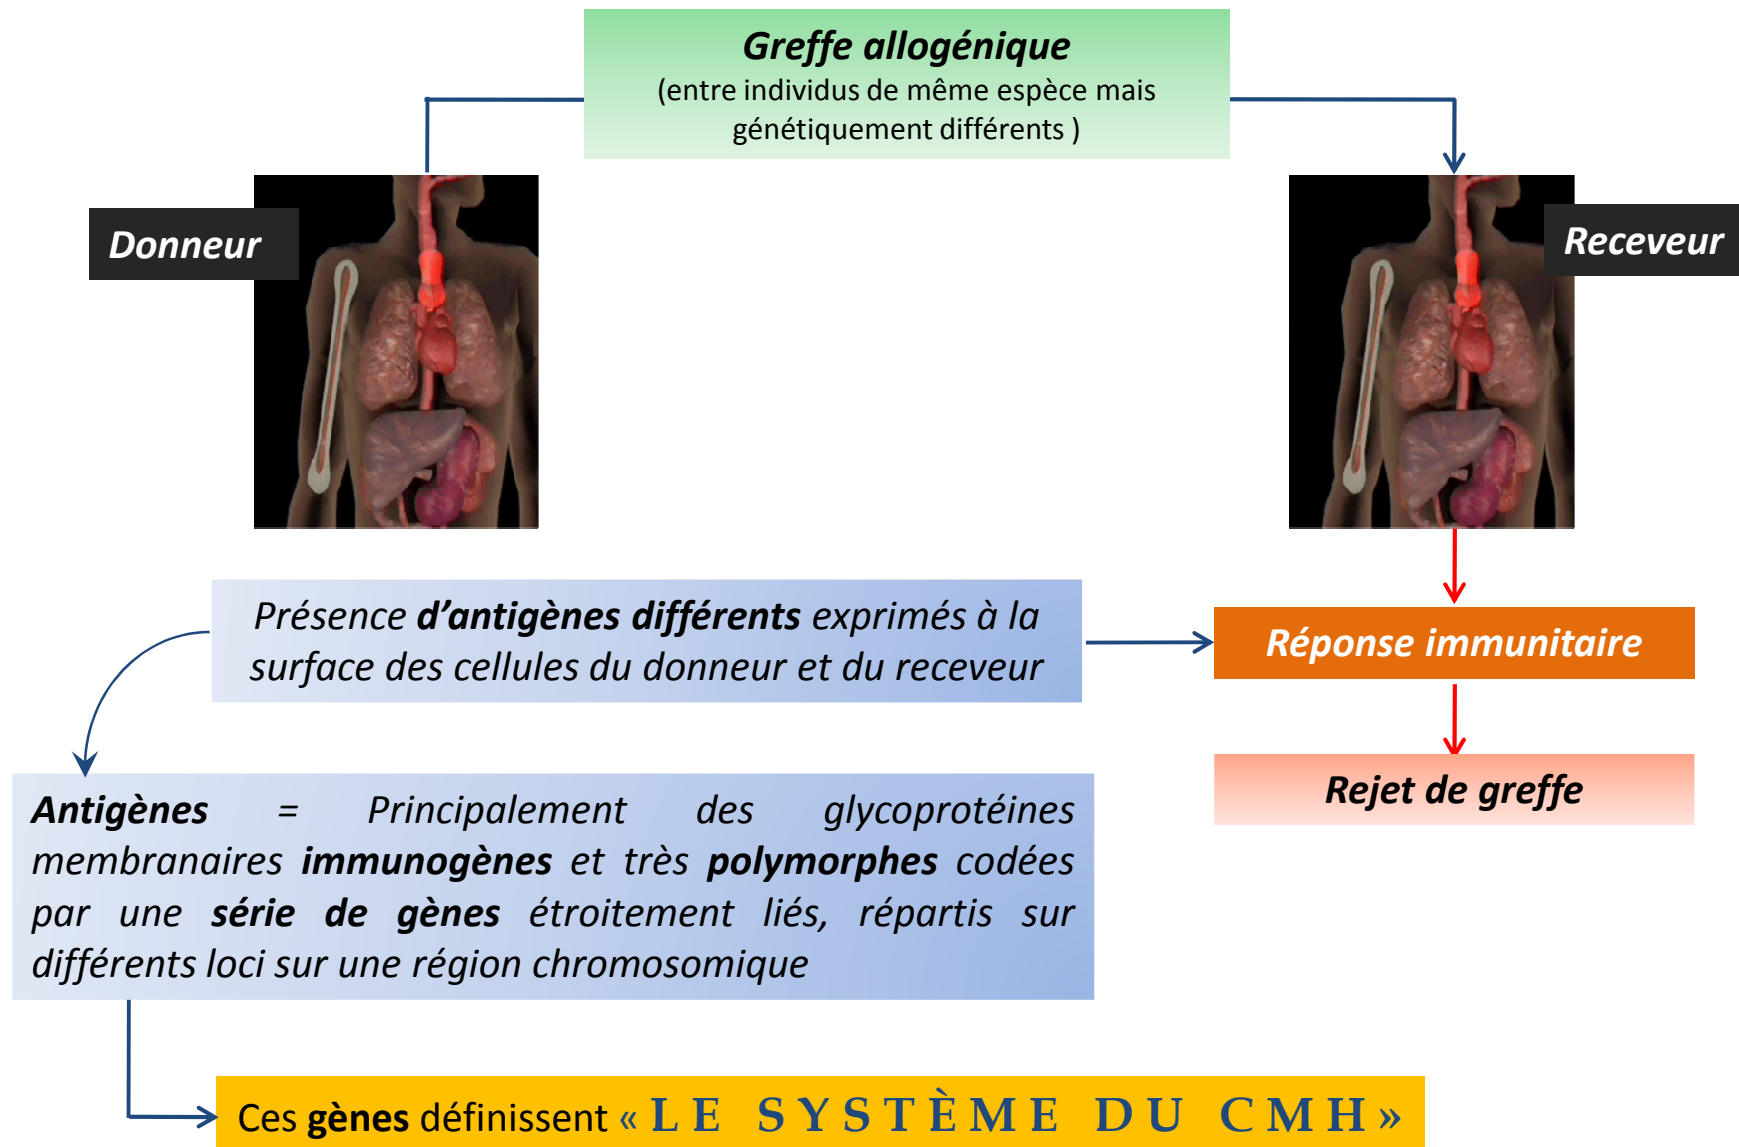 Greffe allogénique
(entre individus de même espèce mais
génétiquement différents )
Donneur
Receveur
Présence d’antigènes différents exprimés à la
surface des cellules du donneur et du receveur
Réponse immunitaire
Rejet de greffe
Antigènes = Principalement des glycoprotéines
membranaires immunogènes et très polymorphes codées
par une série de gènes étroitement liés, répartis sur
différents loci sur une région chromosomique
Ces gènes définissent « LE SYSTÈME DU CMH »